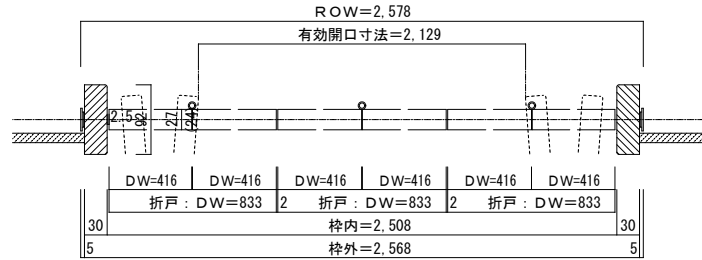 ROW=2,578
有効開口寸法=2,129
2.5 92 27 24
DW=416 DW=416 DW=416 DW=416 DW=416 DW=416
折戸：DW=833 2 折戸：DW=833 2 折戸：DW=833
30 枠内=2,508 30
5 枠外=2,568 5